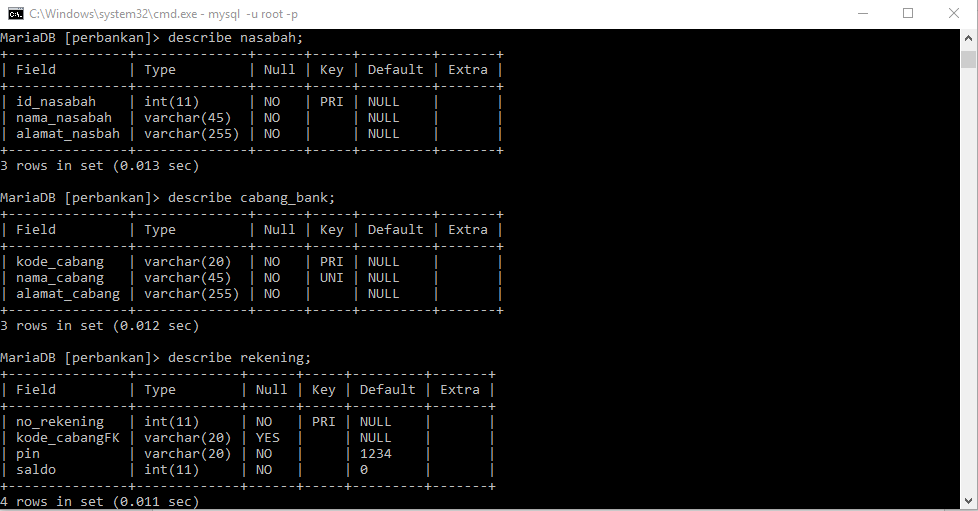 C:\Windows\system32\cmd.exe - mysql  -u root -p
MariaDB [perbankan]> describe nasabah;
+---------------+--------------+------+-----+---------+-------+
| Field         | Type         | Null | Key | Default | Extra |
+---------------+--------------+------+-----+---------+-------+
| id_nasabah    | int(11)      | NO   | PRI | NULL    |       |
| nama_nasabah  | varchar(45)  | NO   |     | NULL    |       |
| alamat_nasbah | varchar(255) | NO   |     | NULL    |       |
+---------------+--------------+------+-----+---------+-------+
3 rows in set (0.013 sec)
MariaDB [perbankan]> describe cabang_bank;
+---------------+--------------+------+-----+---------+-------+
| Field         | Type         | Null | Key | Default | Extra |
+---------------+--------------+------+-----+---------+-------+
| kode_cabang   | varchar(20)  | NO   | PRI | NULL    |       |
| nama_cabang   | varchar(45)  | NO   | UNI | NULL    |       |
| alamat_cabang | varchar(255) | NO   |     | NULL    |       |
+---------------+--------------+------+-----+---------+-------+
3 rows in set (0.012 sec)
MariaDB [perbankan]> describe rekening;
+---------------+-------------+------+-----+---------+-------+
| Field         | Type        | Null | Key | Default | Extra |
+---------------+-------------+------+-----+---------+-------+
| no_rekening   | int(11)     | NO   | PRI | NULL    |       |
| kode_cabangFK | varchar(20) | YES  |     | NULL    |       |
| pin           | varchar(20) | NO   |     | 1234    |       |
| saldo         | int(11)     | NO   |     | 0       |       |
+---------------+-------------+------+-----+---------+-------+
4 rows in set (0.011 sec)